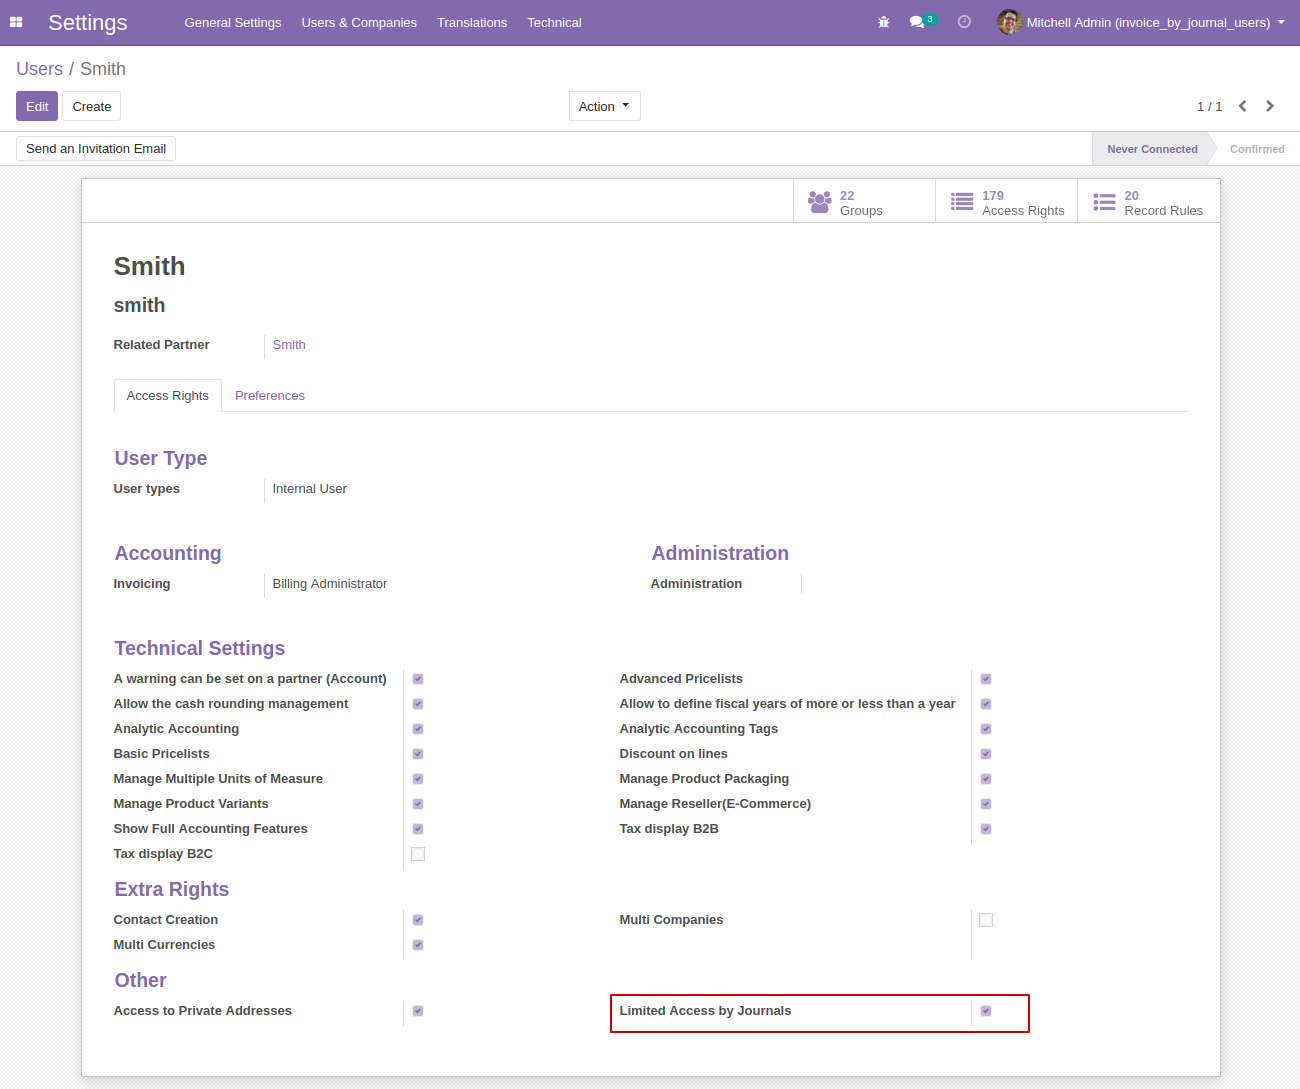 Settings General Settings Users & Companies Translations Technical 3 Mitchell Admin (invoice_by_journal_users)
Users / Smith
Edit Create Action 1 / 1
Send an Invitation Email Never Connected Confirmed
22 Groups 179 Access Rights 20 Record Rules
Smith
smith
Related Partner Smith
Access Rights Preferences
User Type
User types Internal User
Accounting Administration
Invoicing Billing Administrator Administration
Technical Settings
A warning can be set on a partner (Account) Advanced Pricelists
Allow the cash rounding management Allow to define fiscal years of more or less than a year
Analytic Accounting Analytic Accounting Tags
Basic Pricelists Discount on lines
Manage Multiple Units of Measure Manage Product Packaging
Manage Product Variants Manage Reseller(E-Commerce)
Show Full Accounting Features Tax display B2B
Tax display B2C
Extra Rights
Contact Creation Multi Companies
Multi Currencies
Other
Access to Private Addresses Limited Access by Journals